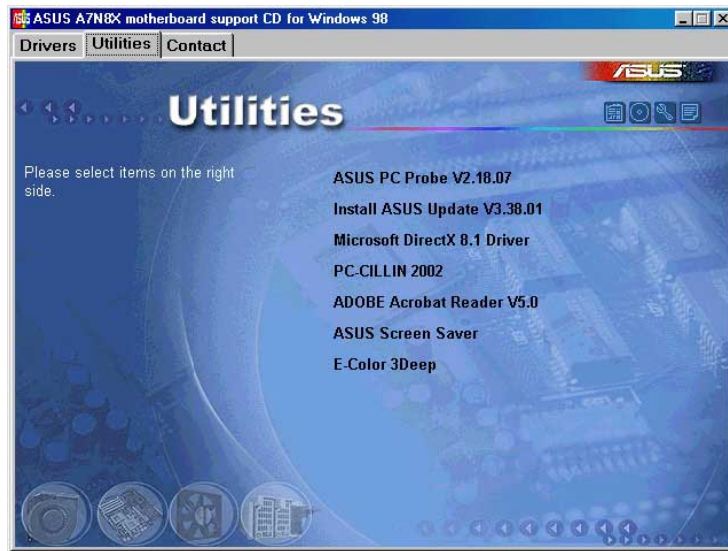 ASUS A7N8X motherboard support CD for Windows 98
Drivers Utilities Contact
ASUS
Utilities
Please select items on the right
side.
ASUS PC Probe V2.18.07
Install ASUS Update V3.38.01
Microsoft DirectX 8.1 Driver
PC-CILLIN 2002
ADOBE Acrobat Reader V5.0
ASUS Screen Saver
E-Color 3Deep